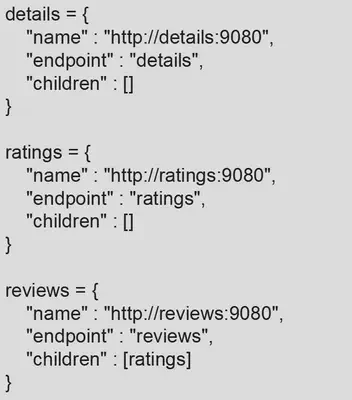 details = {
"name" : "http://details:9080",
"endpoint" : "details",
"children" : []
}
ratings = {
"name" : "http://ratings:9080",
"endpoint" : "ratings",
"children" : []
}
reviews = {
"name" : "http://reviews:9080",
"endpoint" : "reviews",
"children" : [ratings]
}